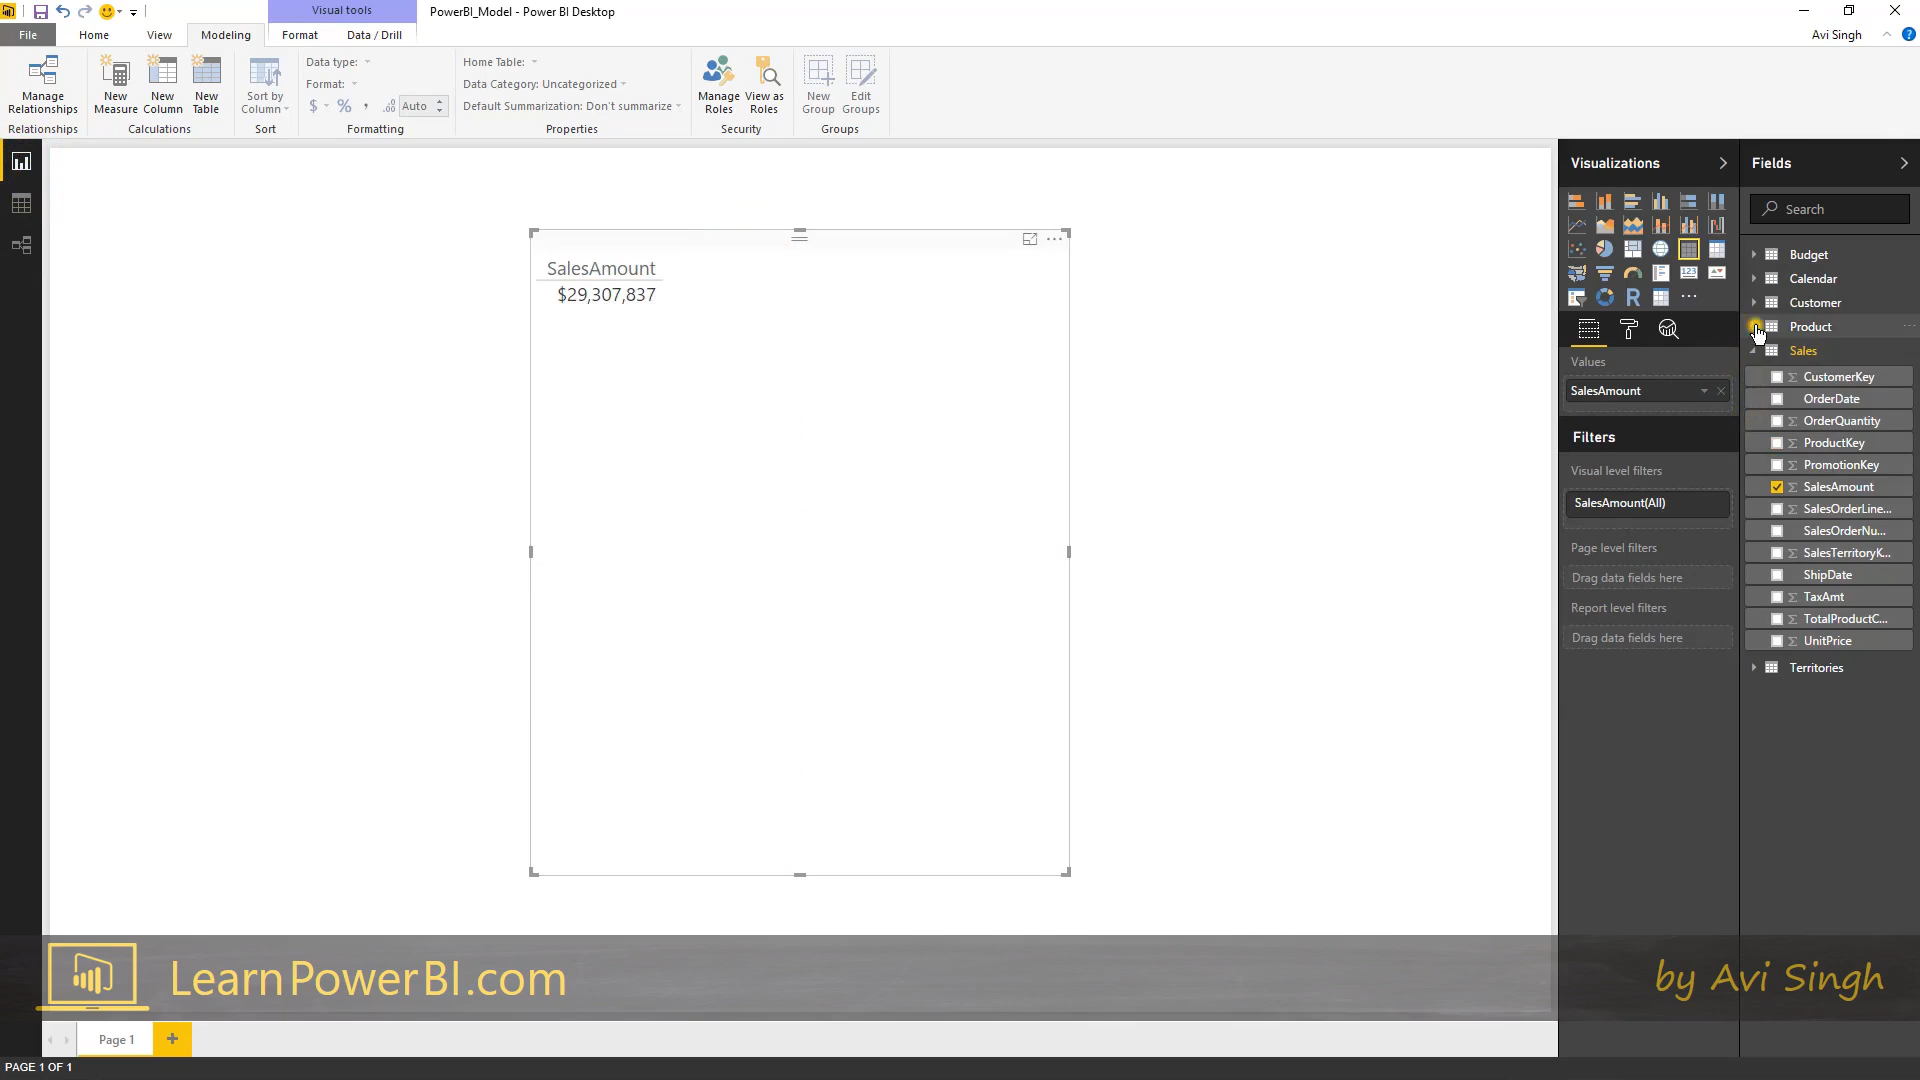 Visual tools
PowerBI_Model - Power BI Desktop
File
Home
View
Modeling
Format
Data / Drill
Avi Singh
Manage Relationships
New Measure
New Column
New Table
Sort by Column
Data type:
Format:
$ % , .00 Auto
Home Table:
Data Category: Uncategorized
Default Summarization: Don't summarize
Manage Roles
View as Roles
New Group
Edit Groups
Relationships
Calculations
Sort
Formatting
Properties
Security
Groups
SalesAmount
$29,307,837
Visualizations
R
123
Values
SalesAmount
Filters
Visual level filters
SalesAmount(All)
Page level filters
Drag data fields here
Report level filters
Drag data fields here
Fields
Search
Budget
Calendar
Customer
Product
Sales
CustomerKey
OrderDate
OrderQuantity
ProductKey
PromotionKey
SalesAmount
SalesOrderLine...
SalesOrderNu...
SalesTerritoryK...
ShipDate
TaxAmt
TotalProductC...
UnitPrice
Territories
LearnPowerBI.com
by Avi Singh
Page 1
PAGE 1 OF 1